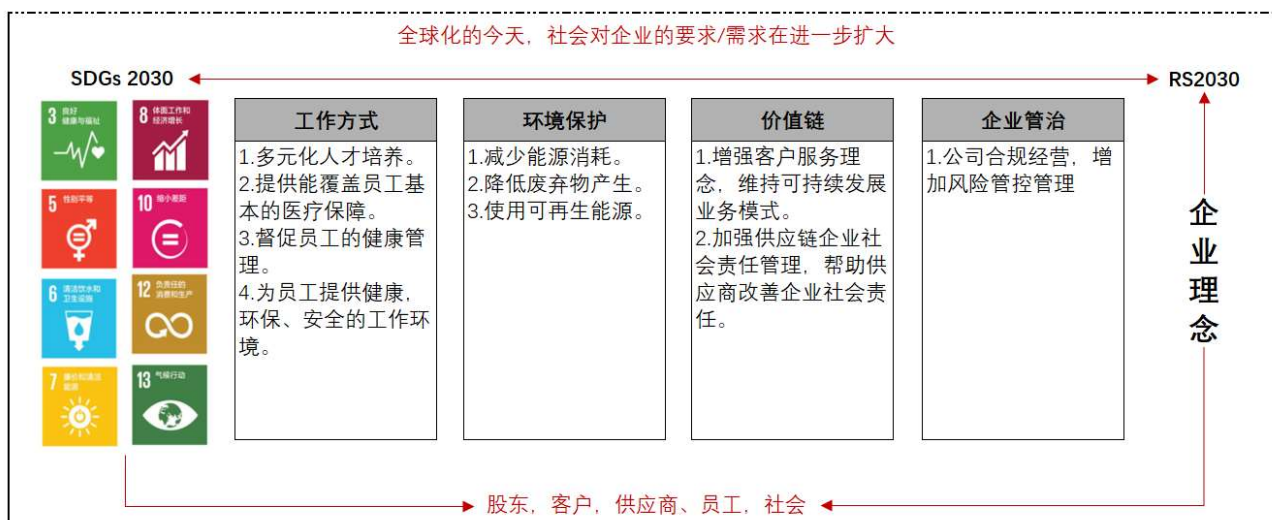 全球化的今天，社会对企业的要求/需求在进一步扩大
SDGs 2030
RS2030
3 良好
健康与福祉
8 体面工作和
经济增长
5 性别平等
10 缩小差距
6 清洁饮水和
卫生设施
12 负责任的
消费和生产
7 廉价和清洁
能源
13 气候行动
工作方式
1.多元化人才培养。
2.提供能覆盖员工基
本的医疗保障。
3.督促员工的健康管
理。
4.为员工提供健康，
环保、安全的工作环
境。
环境保护
1.减少能源消耗。
2.降低废弃物产生。
3.使用可再生能源。
价值链
1.增强客户服务理
念，维持可持续发展
业务模式。
2.加强供应链企业社
会责任管理，帮助供
应商改善企业社会责
任。
企业管治
1.公司合规经营，增
加风险管控管理
企业理念
股东，客户，供应商、员工，社会